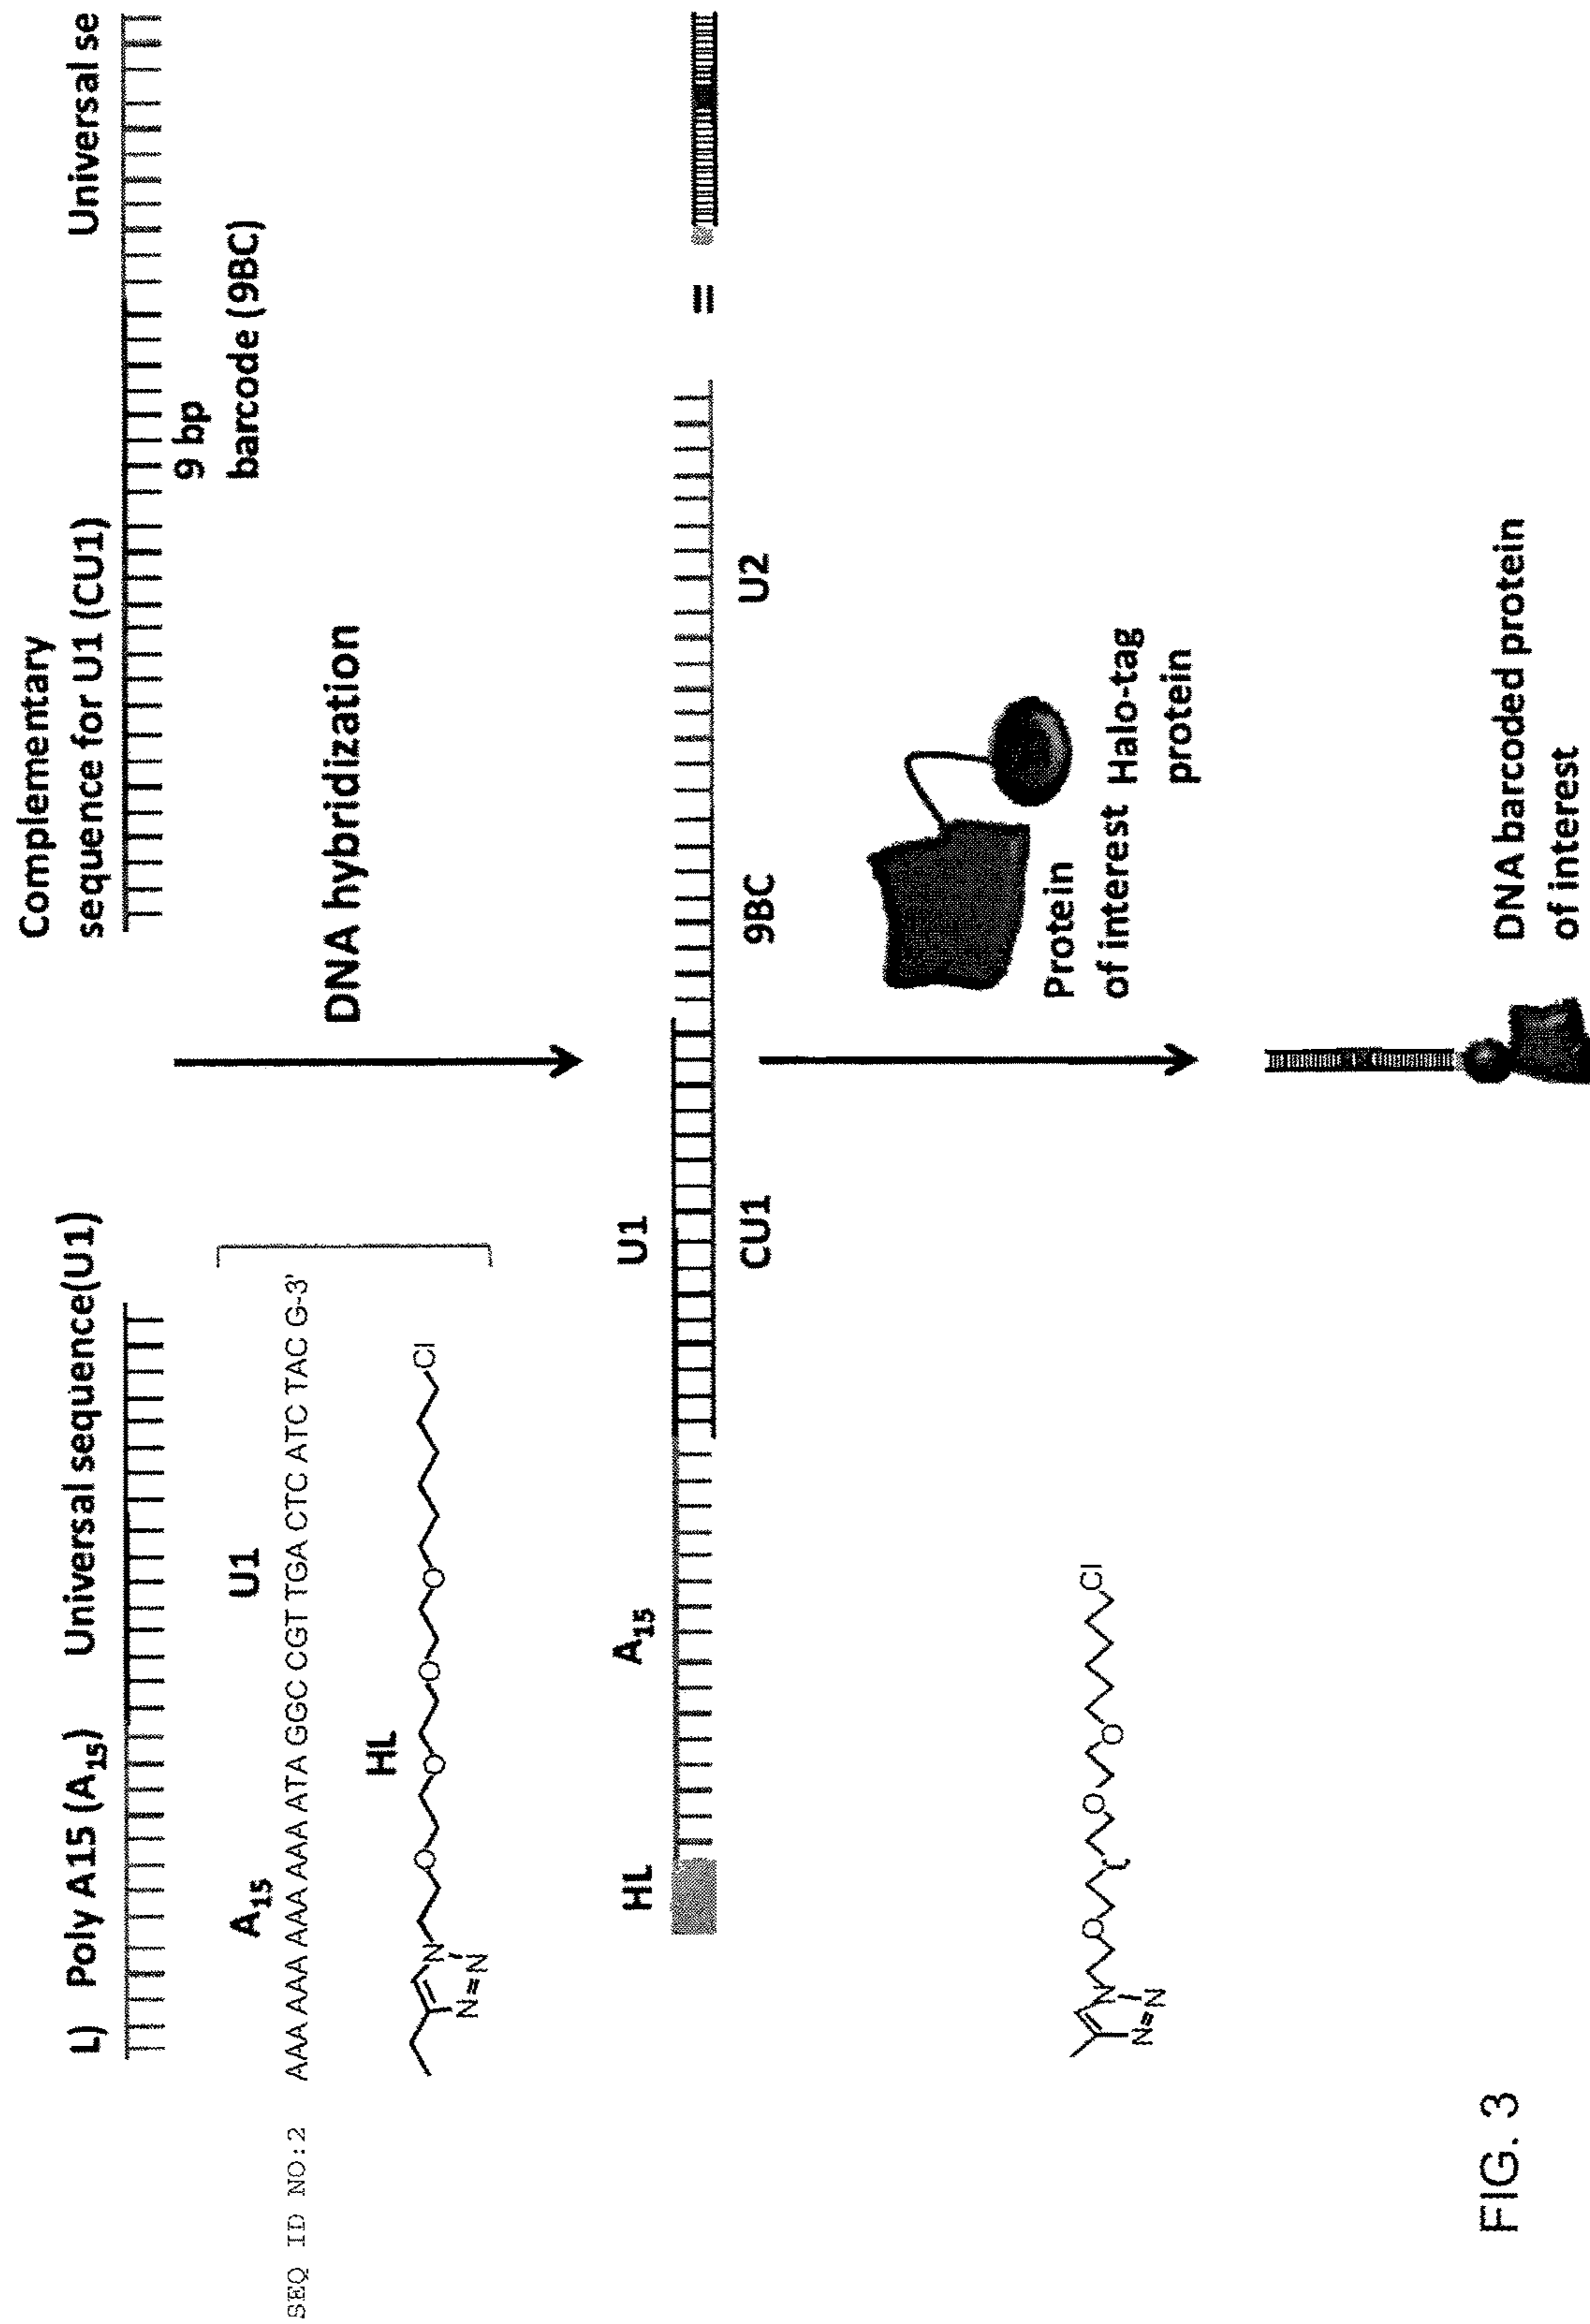 L) Poly A15 (A₁₅) Universal sequence(U1)
Complementary
sequence for U1 (CU1)
Universal se
9 bp
barcode (9BC)
A₁₅ U1
SEQ ID NO:2 AAA AAA AAA AAA AAA ATA GGC CGT TGA CTC ATC TAC G-3'
HL
N
N=N
O
O
O
O
Cl
DNA hybridization
HL A₁₅ U1
CU1 9BC U2
=
Protein
of interest
Halo-tag
protein
N
N=N
O
O
O
Cl
DNA barcoded protein
of interest
FIG. 3